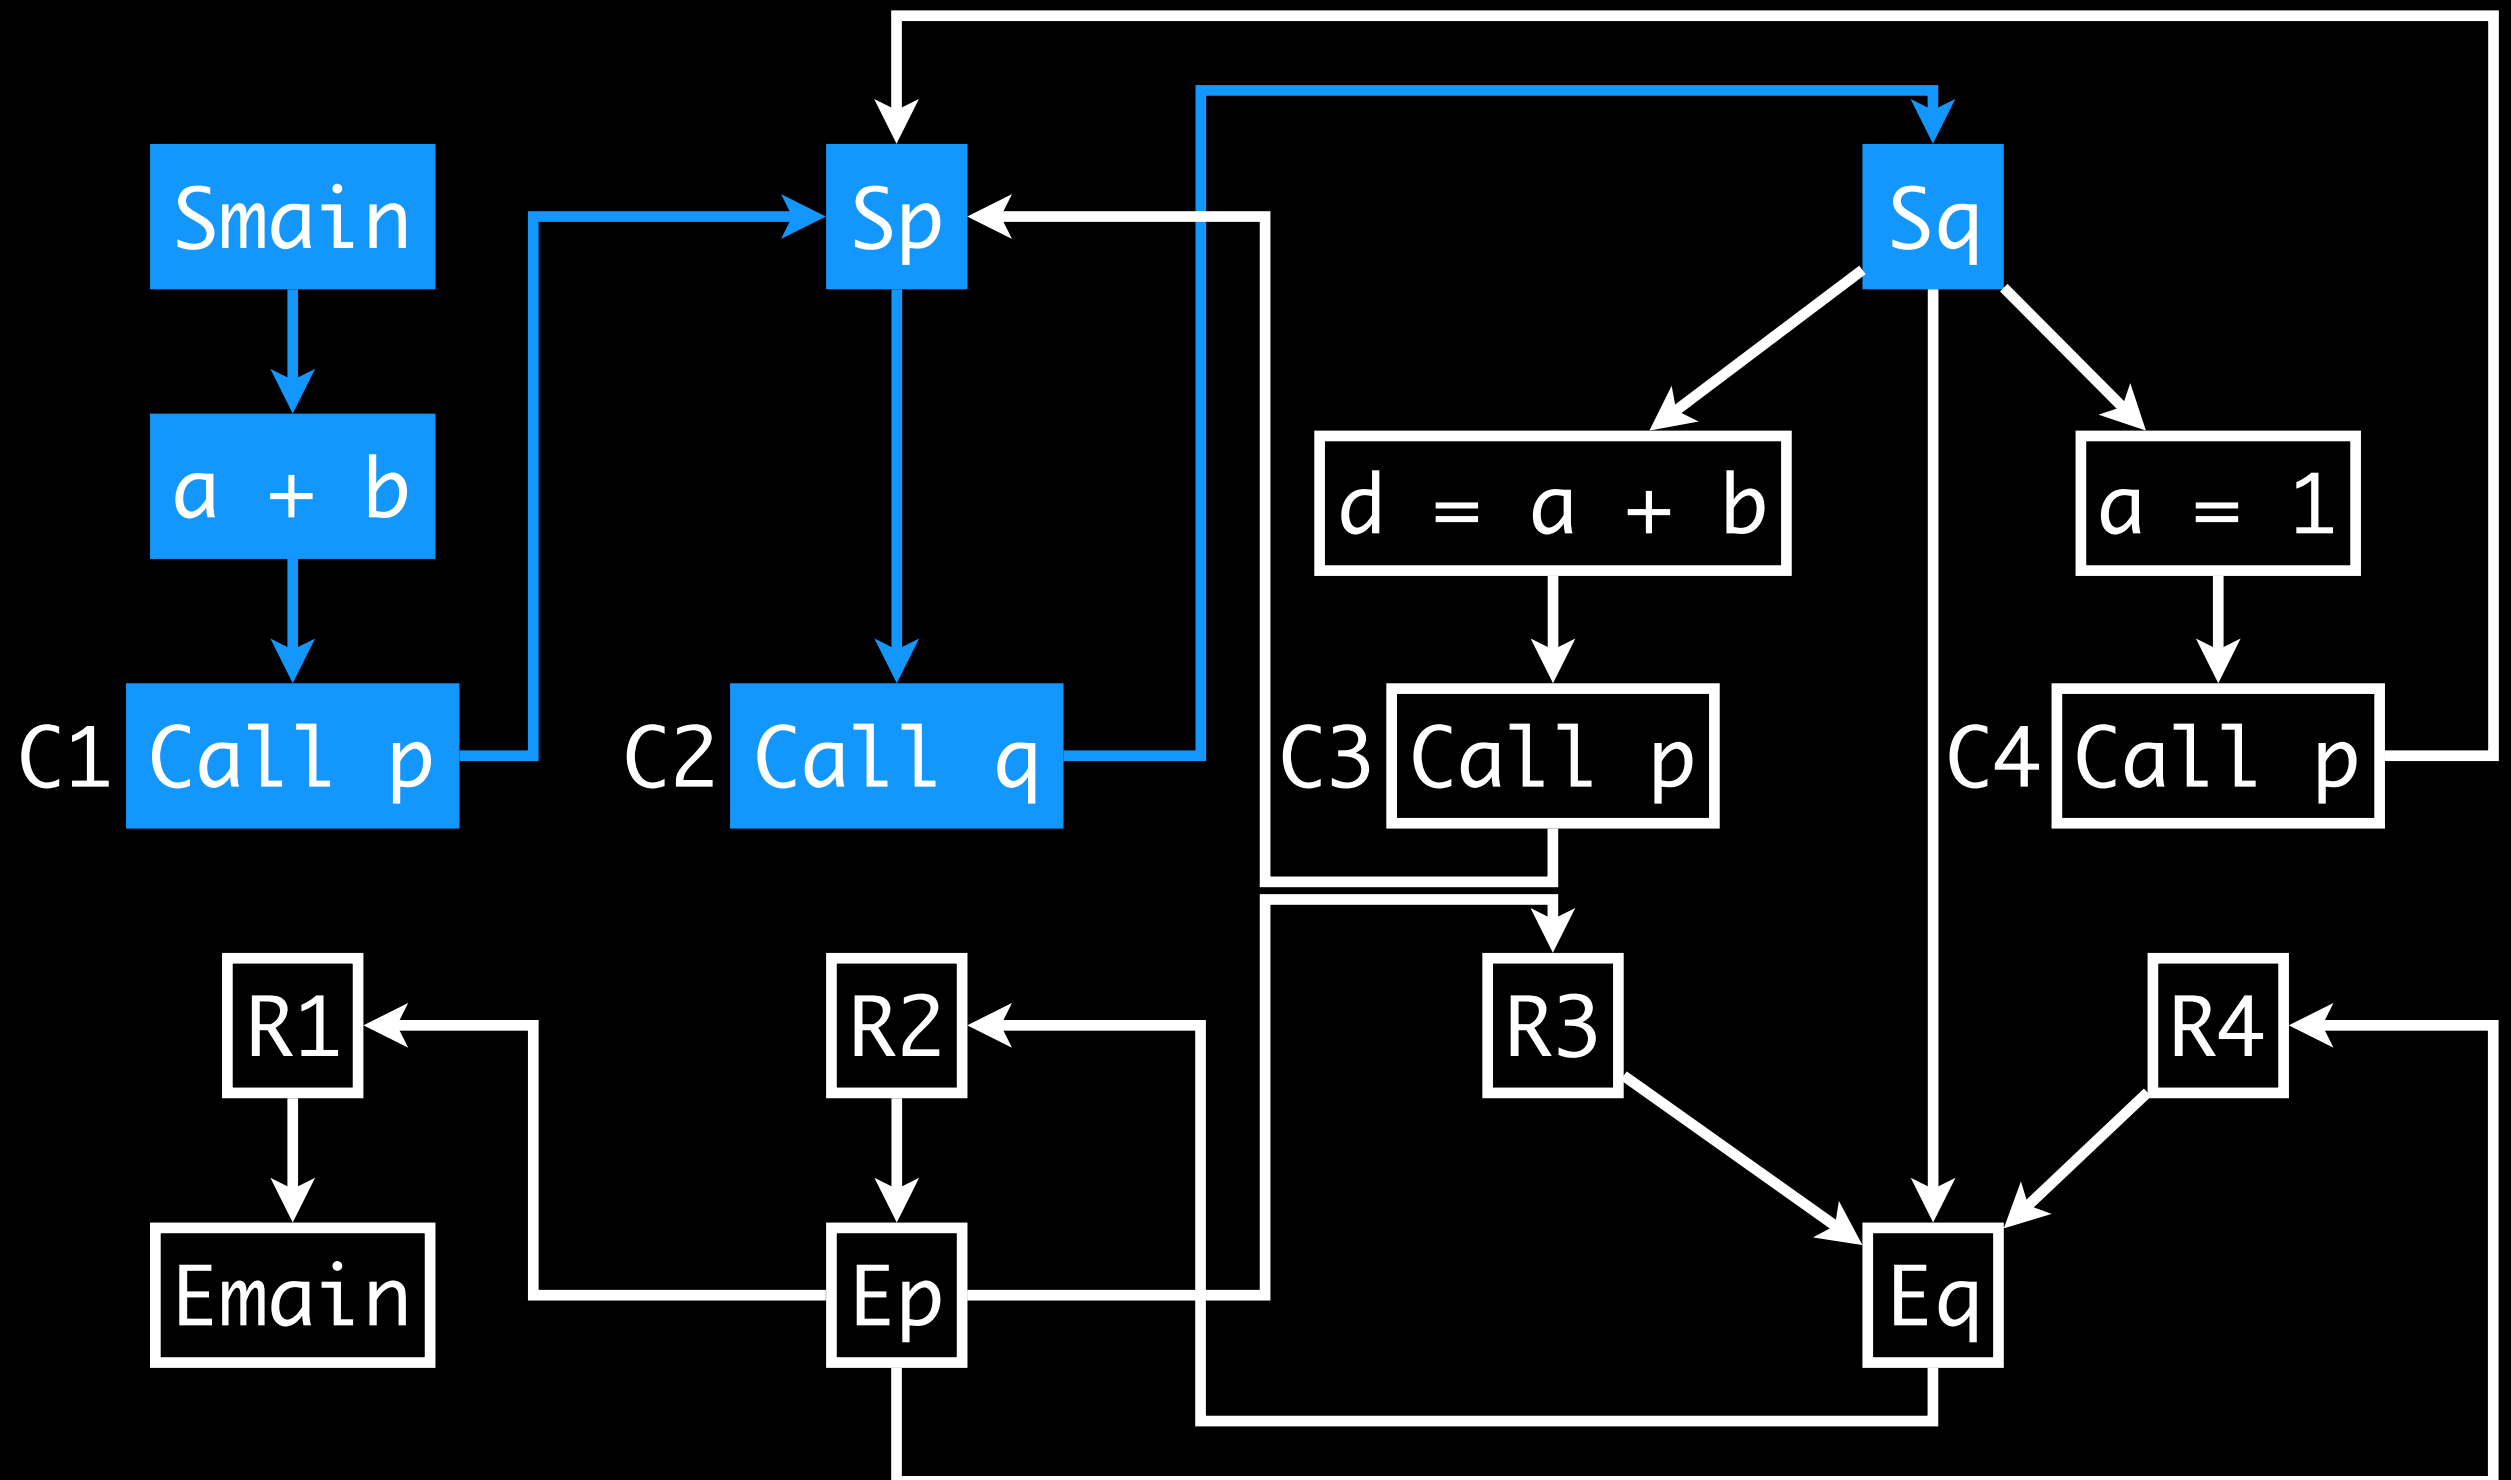 Smain
Sp
Sq
a + b
d = a + b
a = 1
C1 Call p
C2 Call q
C3 Call p
C4 Call p
R1
R2
R3
R4
Emain
Ep
Eq